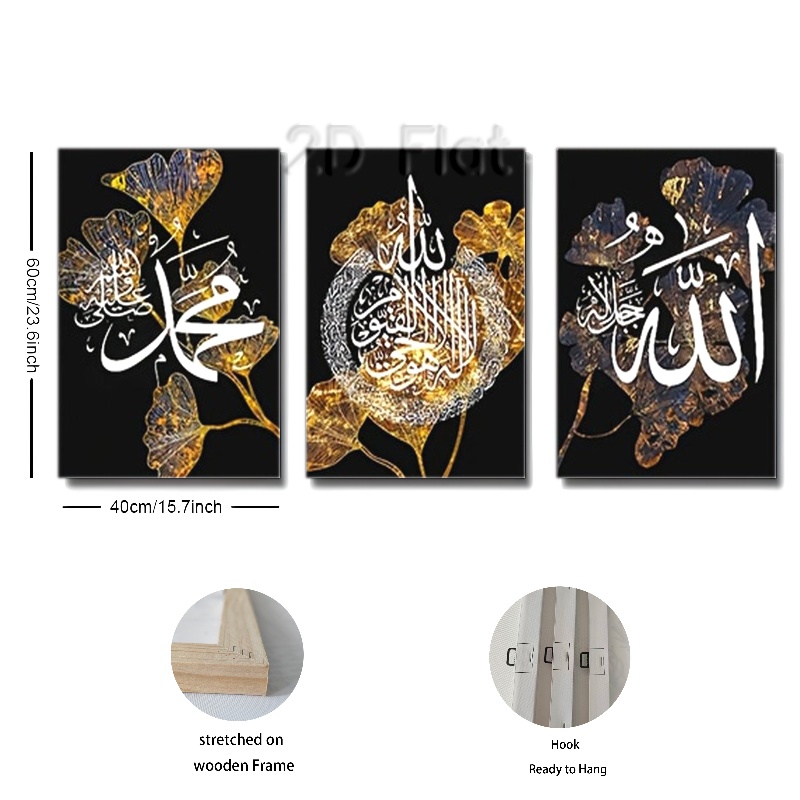 2D Flat
محمد
صلى الله عليه وسلم
الله
لا إله إلا هو الحي القيوم
الله
جل جلاله
60cm/23.6inch
40cm/15.7inch
stretched on
wooden Frame
Hook
Ready to Hang